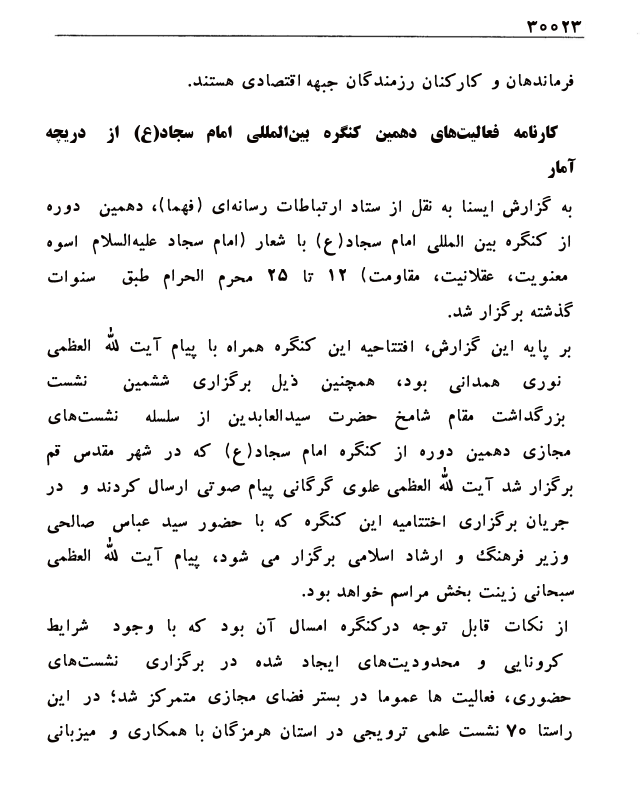 ۳۰۰۲۳
فرماندهان و کارکنان رزمندگان جبهه اقتصادی هستند.
کارنامه فعالیت‌های دهمین کنگره بین‌المللی امام سجاد(ع) از دریچه
آمار
به گزارش ایسنا به نقل از ستاد ارتباطات رسانه‌ای (فهما)، دهمین دوره
از کنگره بین المللی امام سجاد(ع) با شعار (امام سجاد علیه‌السلام اسوه
معنویت، عقلانیت، مقاومت) ۱۲ تا ۲۵ محرم الحرام طبق سنوات
گذشته برگزار شد.
بر پایه این گزارش، افتتاحیه این کنگره همراه با پیام آیت لله العظمی
نوری همدانی بود، همچنین ذیل برگزاری ششمین نشست
بزرگداشت مقام شامخ حضرت سیدالعابدین از سلسله نشست‌های
مجازی دهمین دوره از کنگره امام سجاد(ع) که در شهر مقدس قم
برگزار شد آیت لله العظمی علوی گرگانی پیام صوتی ارسال کردند و در
جریان برگزاری اختتامیه این کنگره که با حضور سید عباس صالحی
وزیر فرهنگ و ارشاد اسلامی برگزار می شود، پیام آیت لله العظمی
سبحانی زینت بخش مراسم خواهد بود.
از نکات قابل توجه درکنگره امسال آن بود که با وجود شرایط
کرونایی و محدودیت‌های ایجاد شده در برگزاری نشست‌های
حضوری، فعالیت ها عموما در بستر فضای مجازی متمرکز شد؛ در این
راستا ۷۰ نشست علمی ترویجی در استان هرمزگان با همکاری و میزبانی